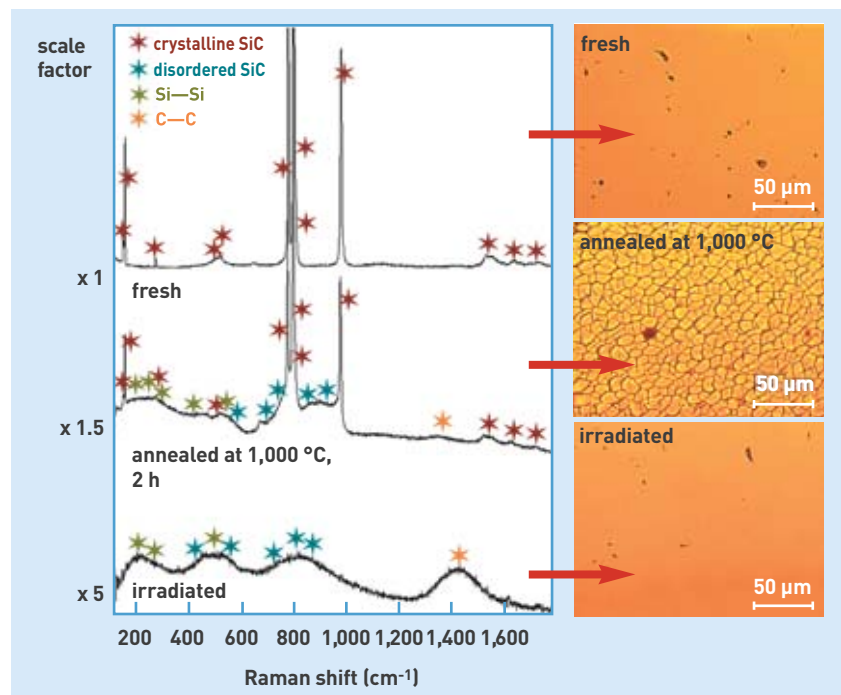 scale
factor
crystalline SiC
disordered SiC
Si—Si
C—C
x 1
fresh
x 1.5
annealed at 1,000 °C,
2 h
x 5
irradiated
200 400 600 800 1,000 1,200 1,400 1,600
Raman shift (cm-1)
fresh
50 µm
annealed at 1,000 °C
50 µm
irradiated
50 µm